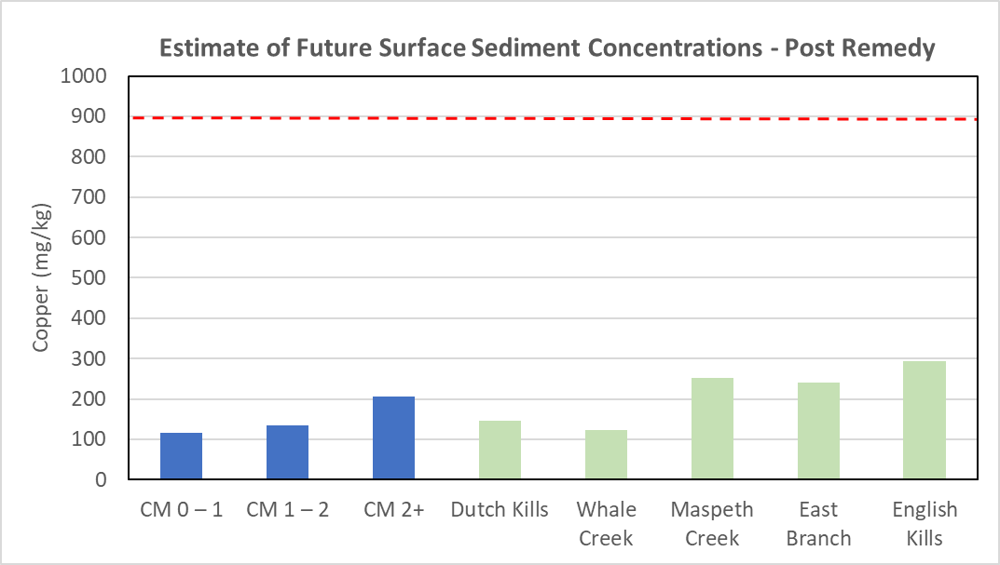 Estimate of Future Surface Sediment Concentrations - Post Remedy
1000
900
800
700
600
500
400
300
200
100
0
Copper (mg/kg)
CM 0 – 1
CM 1 – 2
CM 2+
Dutch Kills
Whale
Creek
Maspeth
Creek
East
Branch
English
Kills